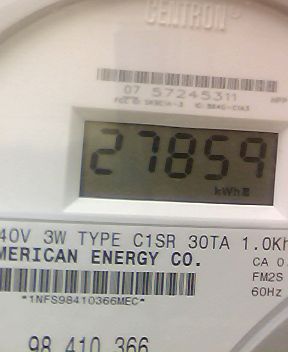 CENTRON
07 57245311
27859
kWh
40V 3W TYPE C1SR 30TA 1.0Kh
MERICAN ENERGY CO.
CA 0.
FM2S
60Hz
*1NFS98410366MEC*
98 410 366